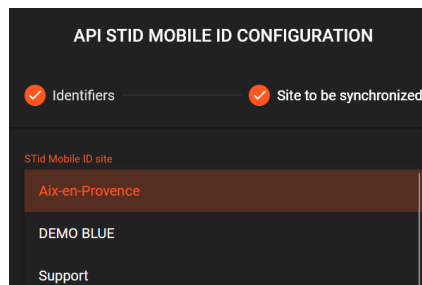 API STID MOBILE ID CONFIGURATION
Identifiers
Site to be synchronized
STid Mobile ID site
Aix-en-Provence
DEMO BLUE
Support